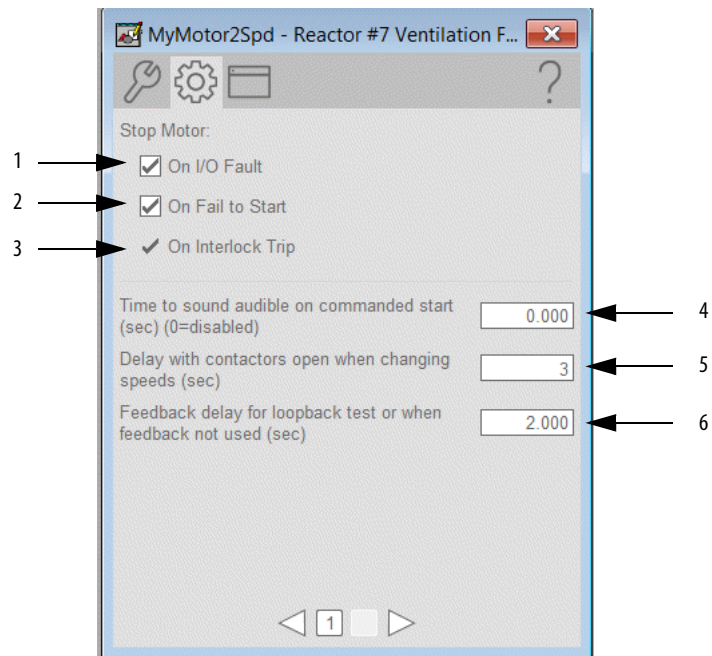 MyMotor2Spd - Reactor #7 Ventilation F...
?
Stop Motor:
1
On I/O Fault
2
On Fail to Start
3
On Interlock Trip
Time to sound audible on commanded start
(sec) (0=disabled)
0.000
4
Delay with contactors open when changing
speeds (sec)
3
5
Feedback delay for loopback test or when
feedback not used (sec)
2.000
6
1